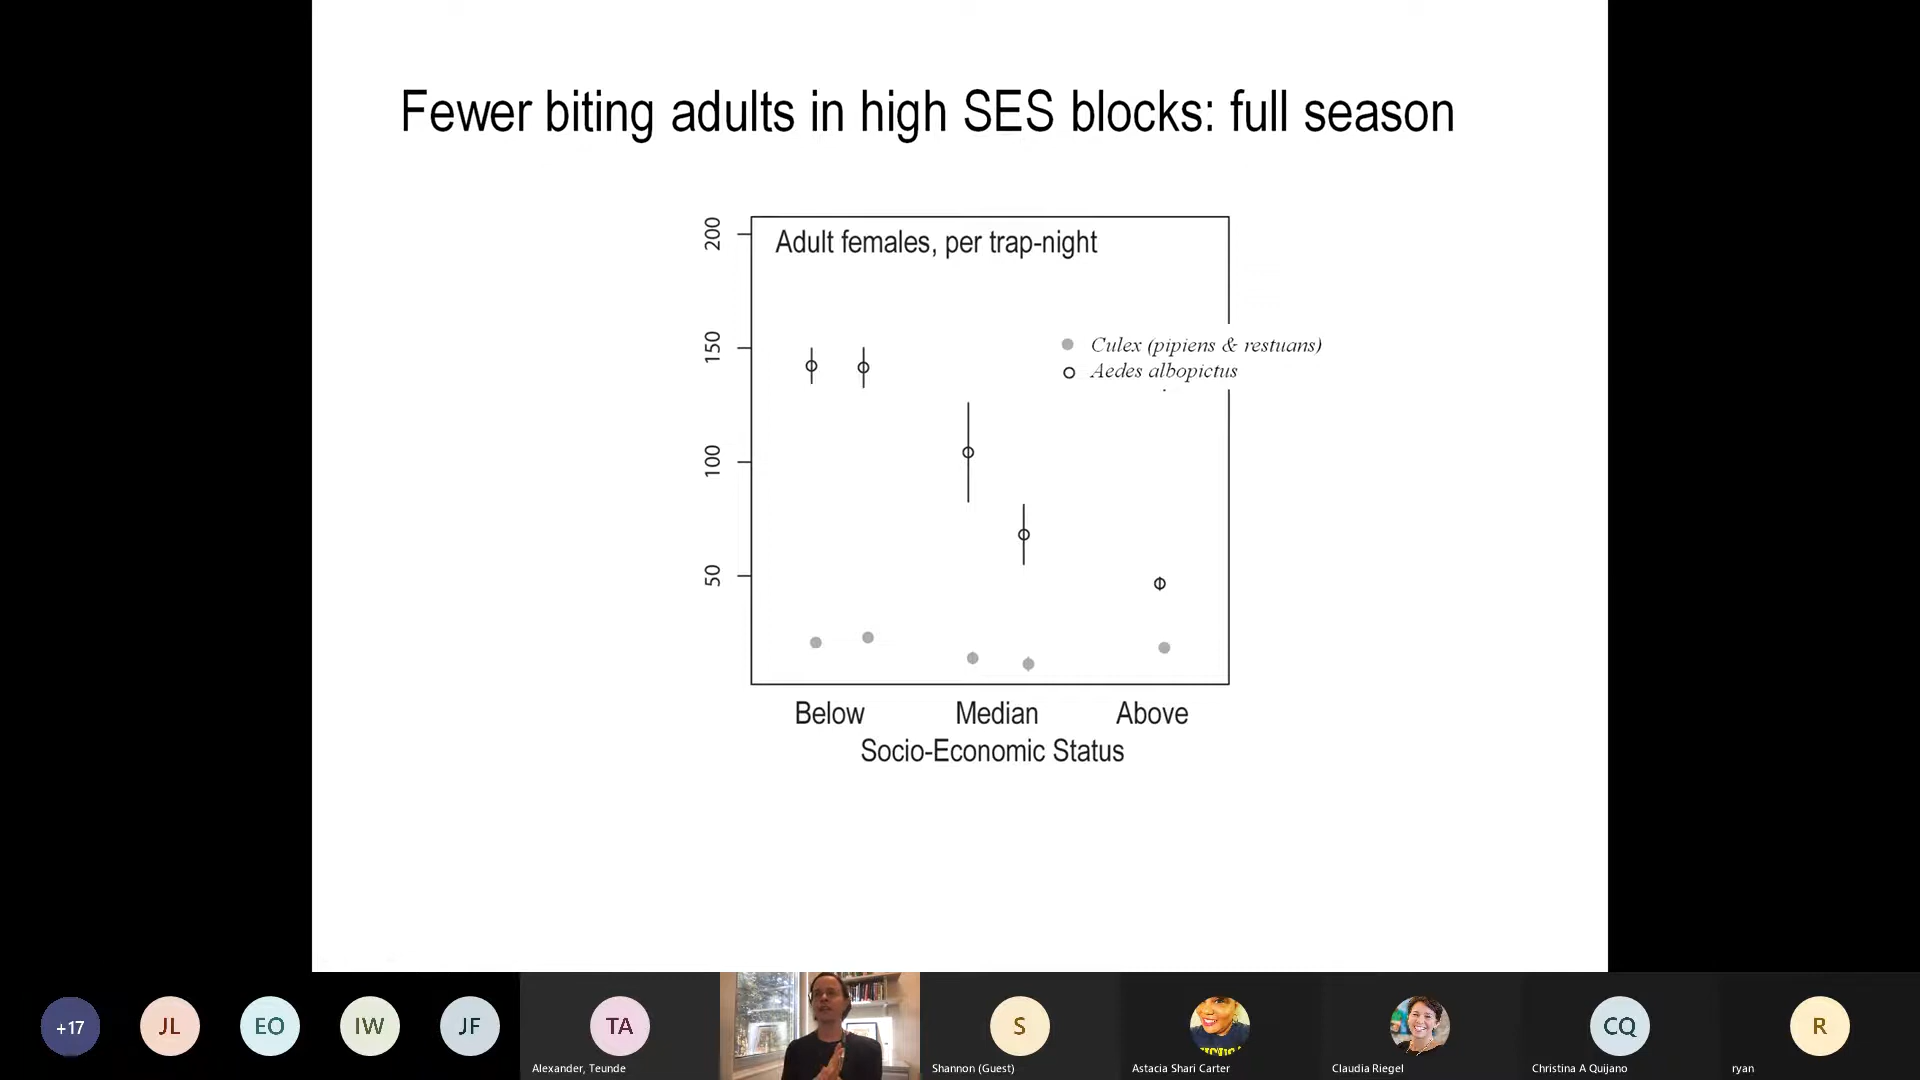 Fewer biting adults in high SES blocks: full season
200
150
100
50
Adult females, per trap-night
Culex (pipiens & restuans)
Aedes albopictus
Below Median Above
Socio-Economic Status
+17
JL
EO
IW
JF
TA
S
CQ
R
Alexander, Teunde
Shannon (Guest)
Astacia Shari Carter
Claudia Riegel
Christina A Quijano
ryan